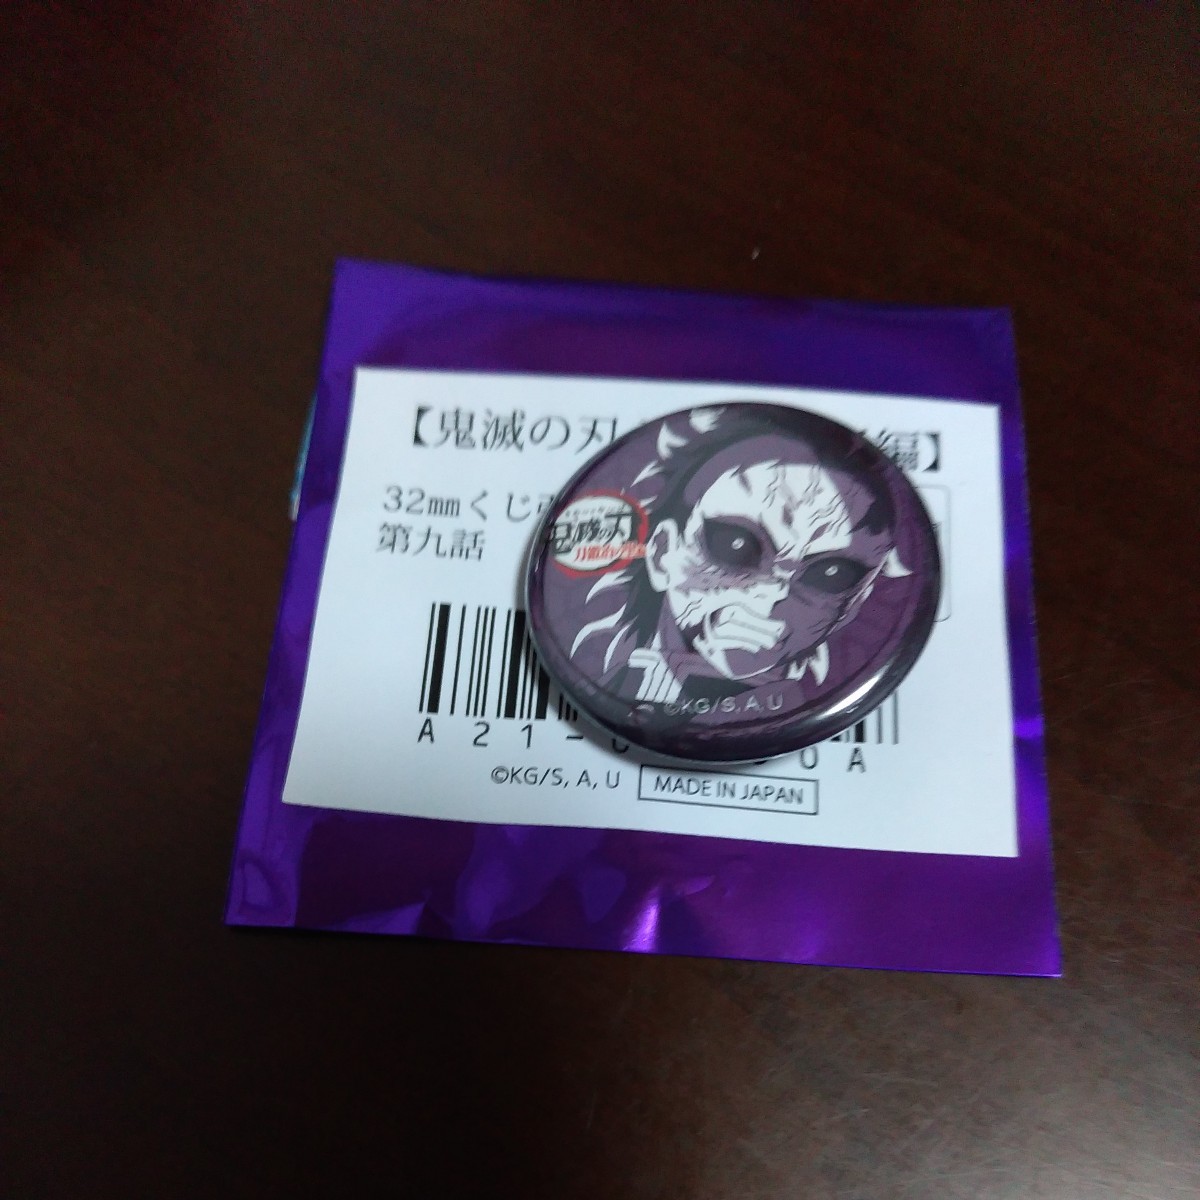 【鬼滅の刃 編】
32mmくじ
第九話
鬼滅の刃
©KG/S,A,U
A21- 0A
©KG/S, A, U
MADE IN JAPAN